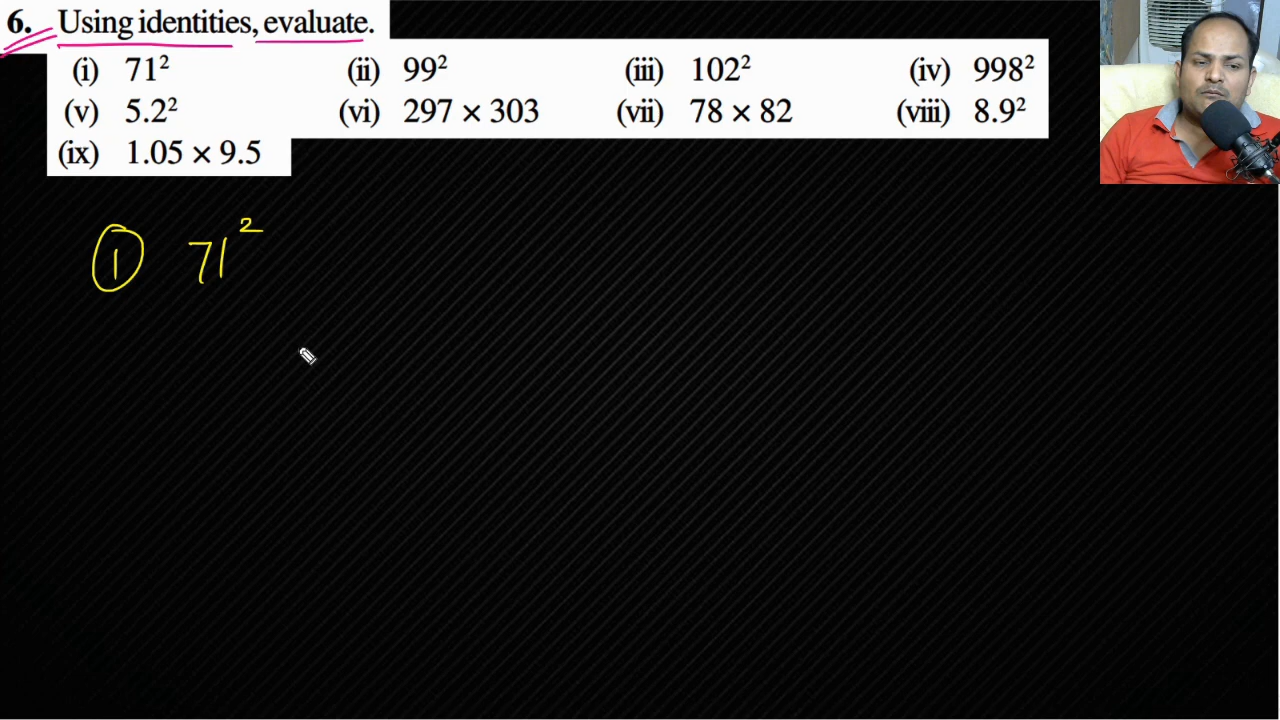 6. Using identities, evaluate.
(i) 71² (ii) 99² (iii) 102² (iv) 998²
(v) 5.2² (vi) 297 × 303 (vii) 78 × 82 (viii) 8.9²
(ix) 1.05 × 9.5
① 71²